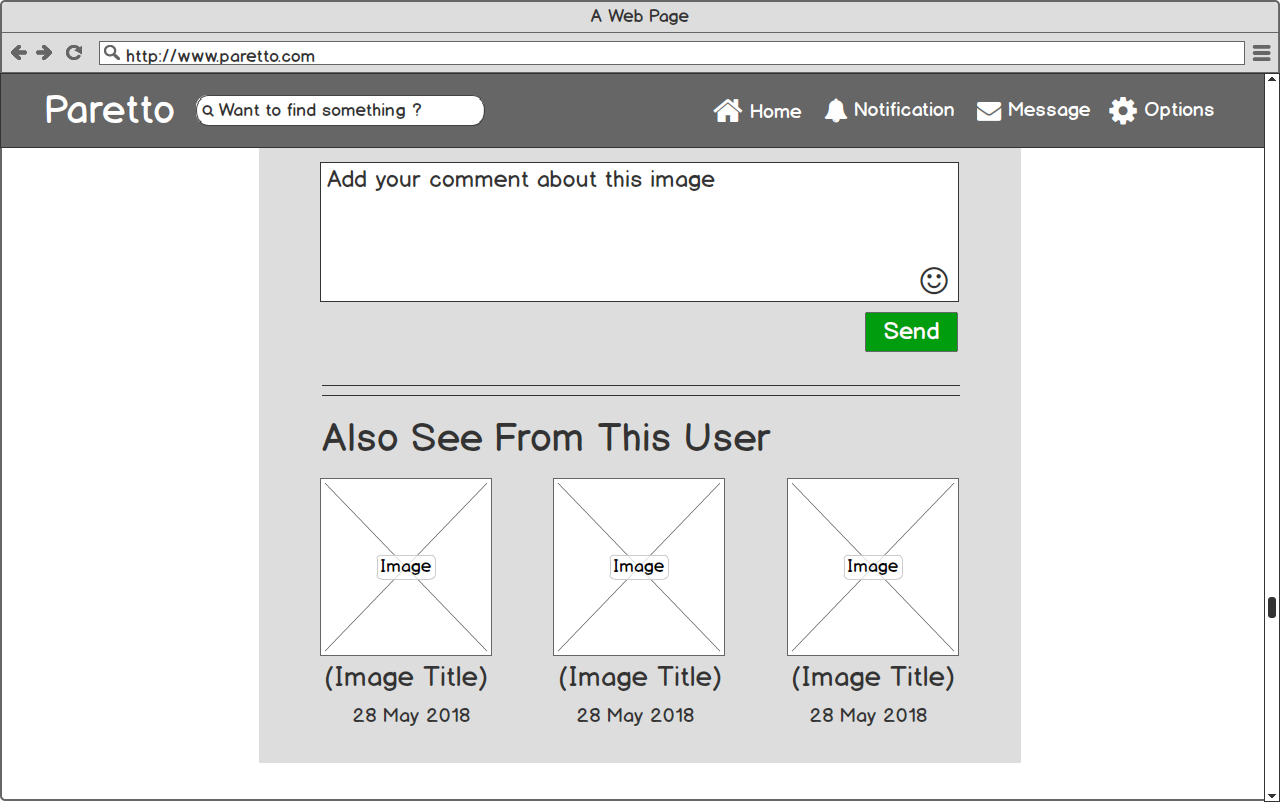 A Web Page
http://www.paretto.com
Paretto
Want to find something ?
Home
Notification
Message
Options
Add your comment about this image
Send
Also See From This User
Image
Image
Image
(Image Title)
(Image Title)
(Image Title)
28 May 2018
28 May 2018
28 May 2018